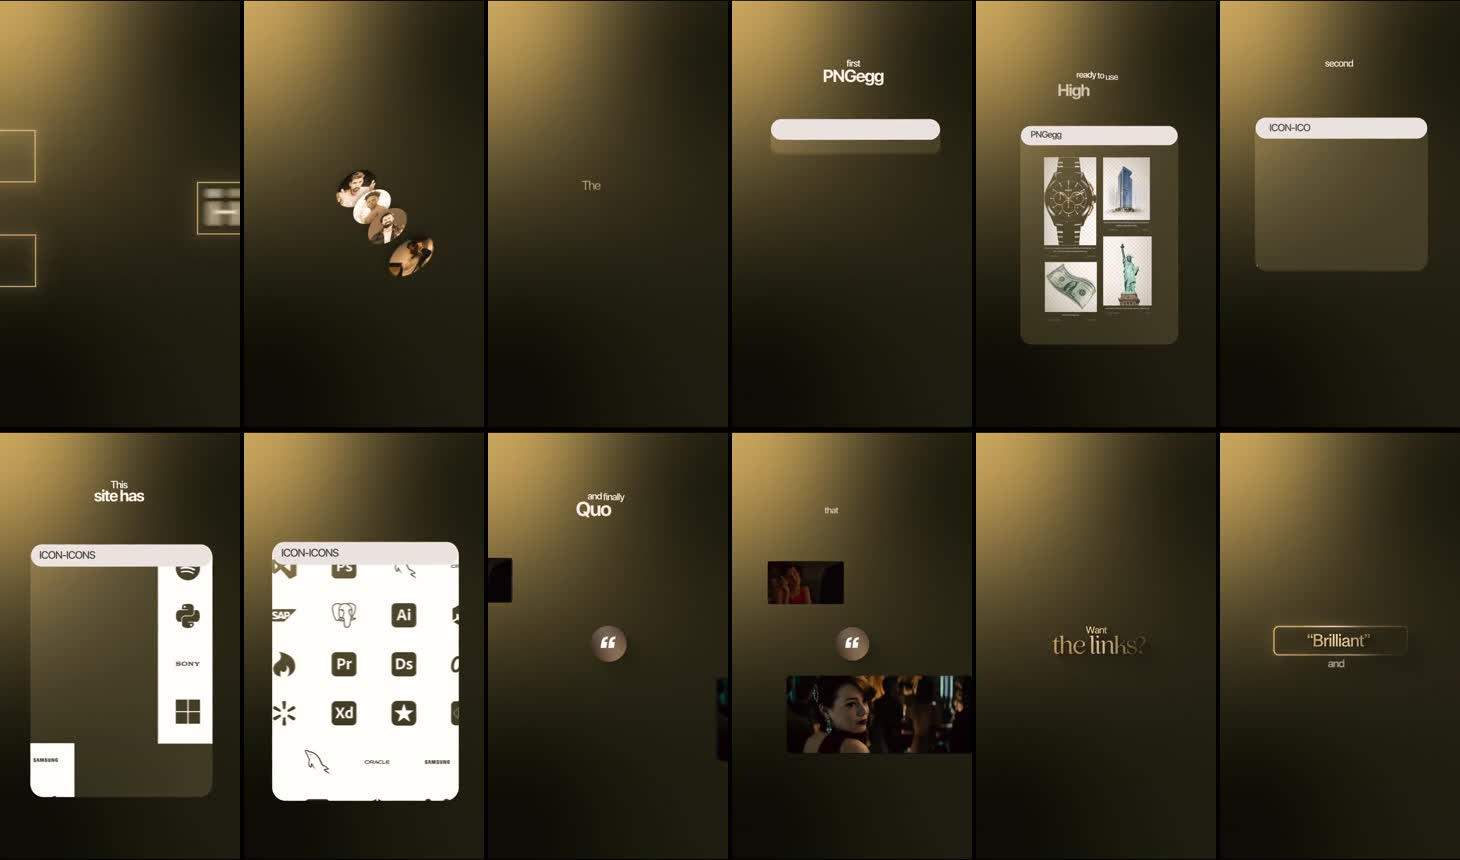 The
first
PNGegg
ready to use
High
PNGegg
second
ICON-ICO
This
site has
ICON-ICONS
SONY
SAMSUNG
ICON-ICONS
Ps
SAP
Ai
Pr
Ds
Xd
ORACLE
SAMSUNG
and finally
Quo
“
that
“
Want
the links?
“Brilliant”
and